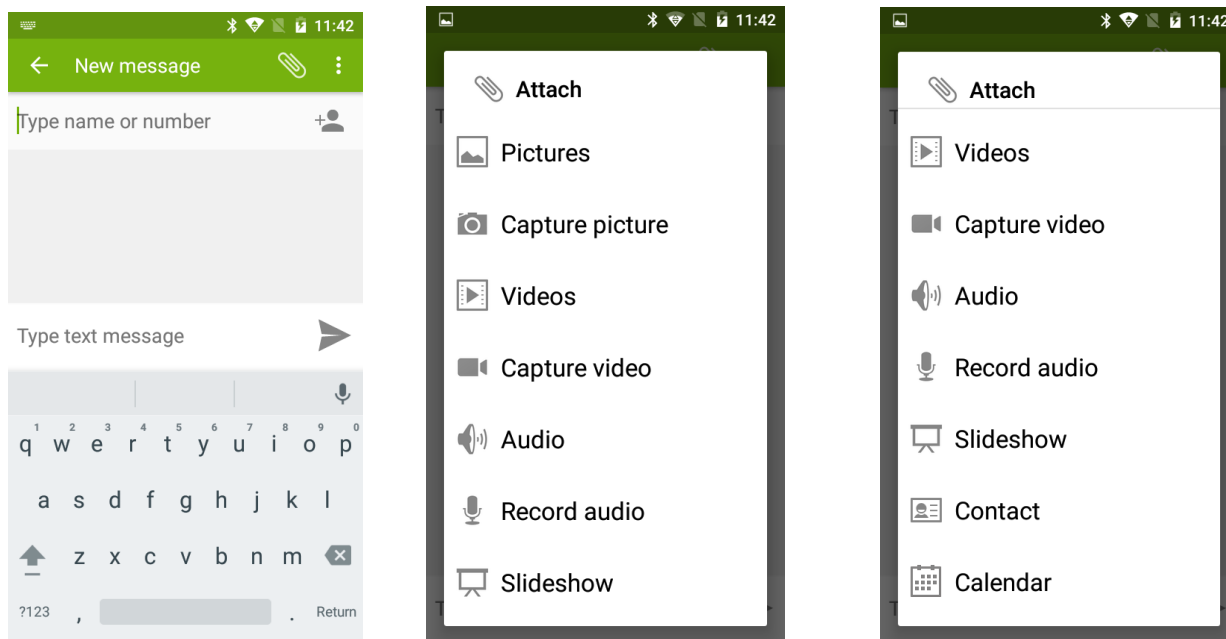 11:42
New message
Type name or number
Type text message
1 2 3 4 5 6 7 8 9 0
q w e r t y u i o p
a s d f g h j k l
z x c v b n m
?123 , . Return
11:42
Attach
T
Pictures
Capture picture
Videos
Capture video
Audio
Record audio
Slideshow
T
11:42
Attach
T
Videos
Capture video
Audio
Record audio
Slideshow
Contact
Calendar
T